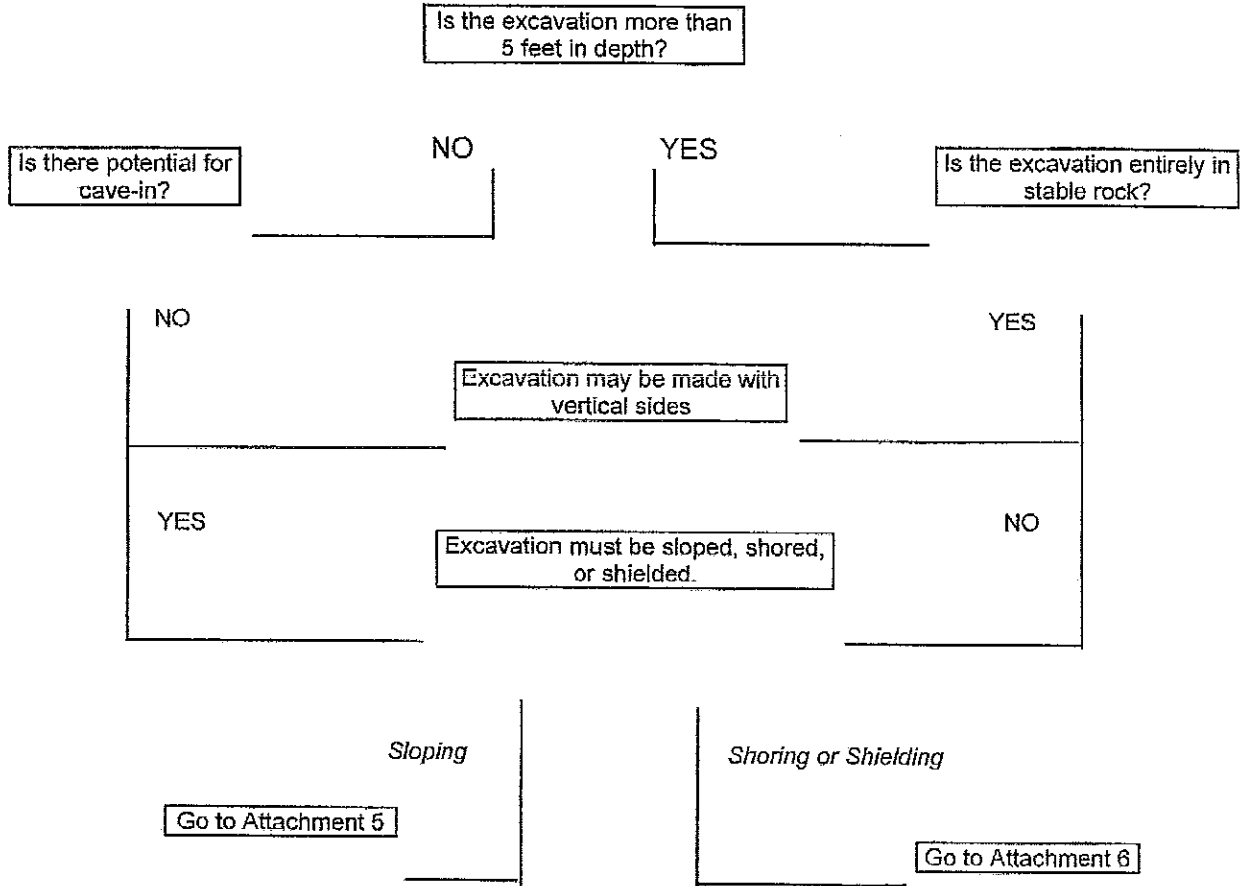 Is the excavation more than
5 feet in depth?
NO
YES
Is there potential for
cave-in?
Is the excavation entirely in
stable rock?
NO
YES
Excavation may be made with
vertical sides
YES
NO
Excavation must be sloped, shored,
or shielded.
Sloping
Shoring or Shielding
Go to Attachment 5
Go to Attachment 6